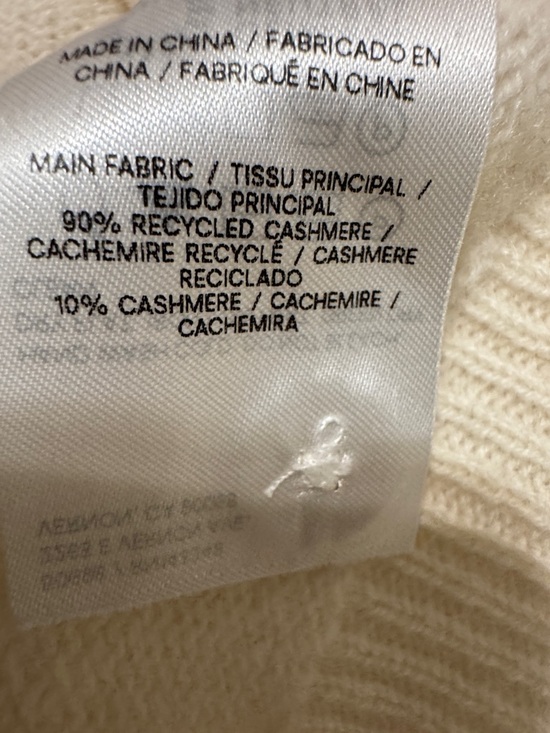 MADE IN CHINA / FABRICADO EN
CHINA / FABRIQUÉ EN CHINE
MAIN FABRIC / TISSU PRINCIPAL /
TEJIDO PRINCIPAL
90% RECYCLED CASHMERE /
CACHEMIRE RECYCLÉ / CASHMERE
RECICLADO
10% CASHMERE / CACHEMIRE /
CACHEMIRA